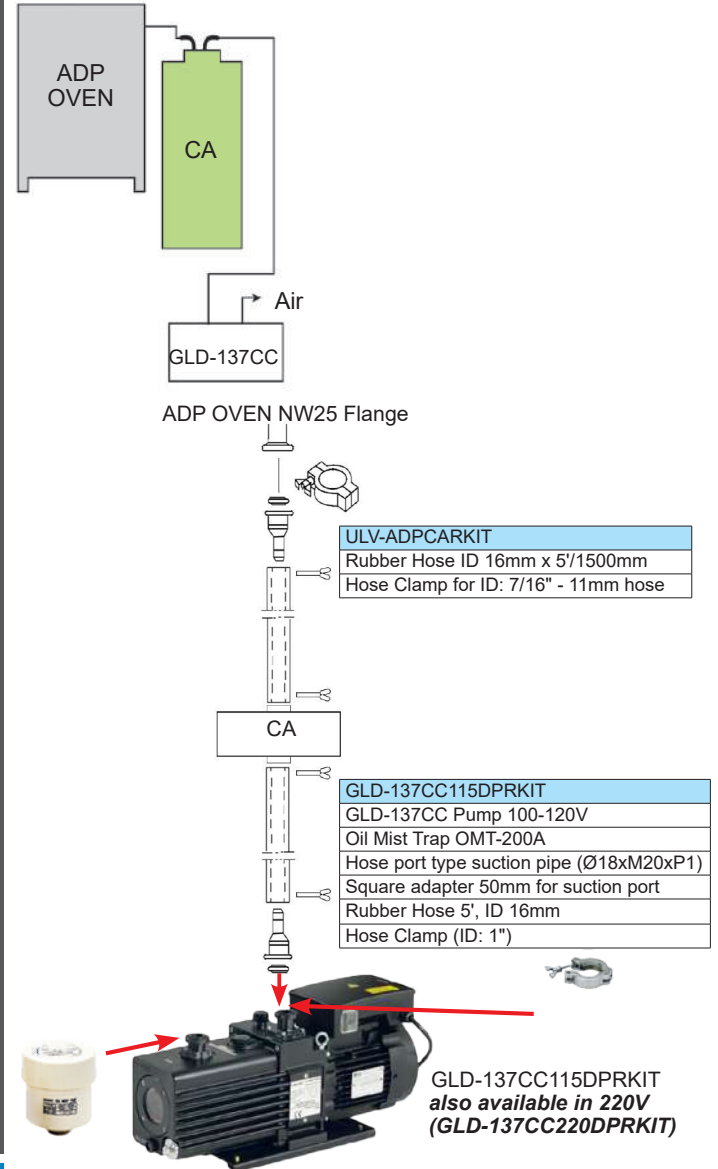 ADP
OVEN
CA
Air
GLD-137CC
ADP OVEN NW25 Flange
ULV-ADPCARKIT
Rubber Hose ID 16mm x 5'/1500mm
Hose Clamp for ID: 7/16" - 11mm hose
CA
GLD-137CC115DPRKIT
GLD-137CC Pump 100-120V
Oil Mist Trap OMT-200A
Hose port type suction pipe (Ø18xM20xP1)
Square adapter 50mm for suction port
Rubber Hose 5', ID 16mm
Hose Clamp (ID: 1")
GLD-137CC115DPRKIT
also available in 220V
(GLD-137CC220DPRKIT)